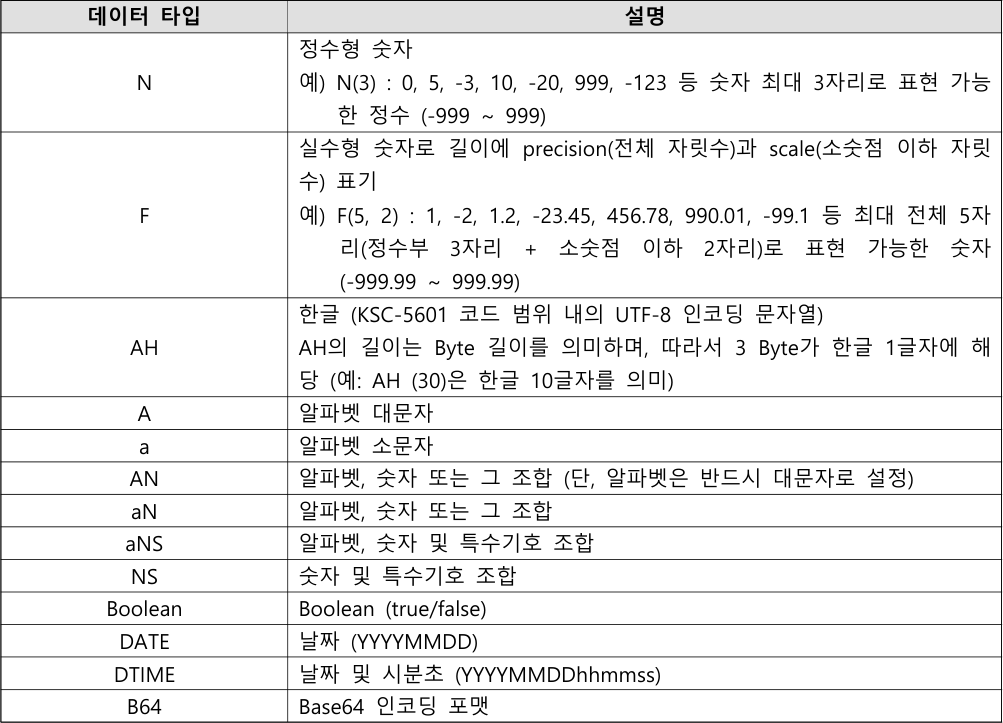 데이터 타입 설명
N
정수형 숫자
예) N(3) : 0, 5, -3, 10, -20, 999, -123 등 숫자 최대 3자리로 표현 가능
한 정수 (-999 ~ 999)
F
실수형 숫자로 길이에 precision(전체 자릿수)과 scale(소숫점 이하 자릿
수) 표기
예) F(5, 2) : 1, -2, 1.2, -23.45, 456.78, 990.01, -99.1 등 최대 전체 5자
리(정수부 3자리 + 소숫점 이하 2자리)로 표현 가능한 숫자
(-999.99 ~ 999.99)
AH
한글 (KSC-5601 코드 범위 내의 UTF-8 인코딩 문자열)
AH의 길이는 Byte 길이를 의미하며, 따라서 3 Byte가 한글 1글자에 해
당 (예: AH (30)은 한글 10글자를 의미)
A 알파벳 대문자
a 알파벳 소문자
AN 알파벳, 숫자 또는 그 조합 (단, 알파벳은 반드시 대문자로 설정)
aN 알파벳, 숫자 또는 그 조합
aNS 알파벳, 숫자 및 특수기호 조합
NS 숫자 및 특수기호 조합
Boolean Boolean (true/false)
DATE 날짜 (YYYYMMDD)
DTIME 날짜 및 시분초 (YYYYMMDDhhmmss)
B64 Base64 인코딩 포맷